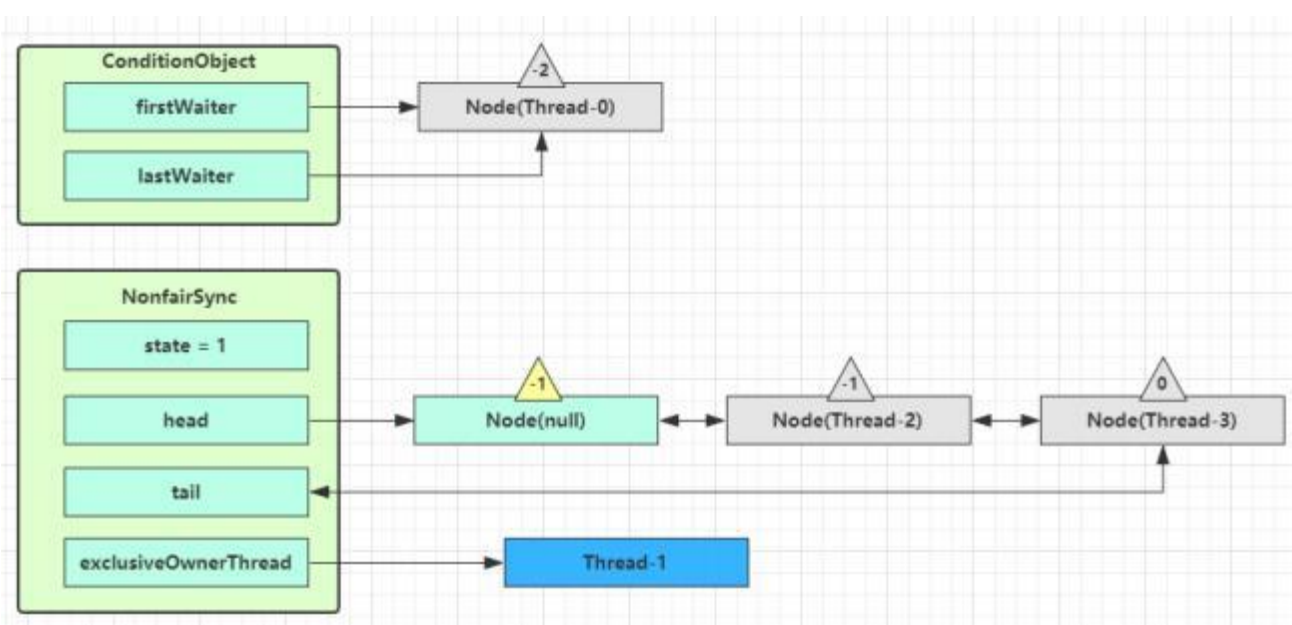 ConditionObject
-2
firstWaiter
Node(Thread-0)
lastWaiter
NonfairSync
state = 1
-1
-1
0
head
Node(null)
Node(Thread-2)
Node(Thread-3)
tail
exclusiveOwnerThread
Thread-1